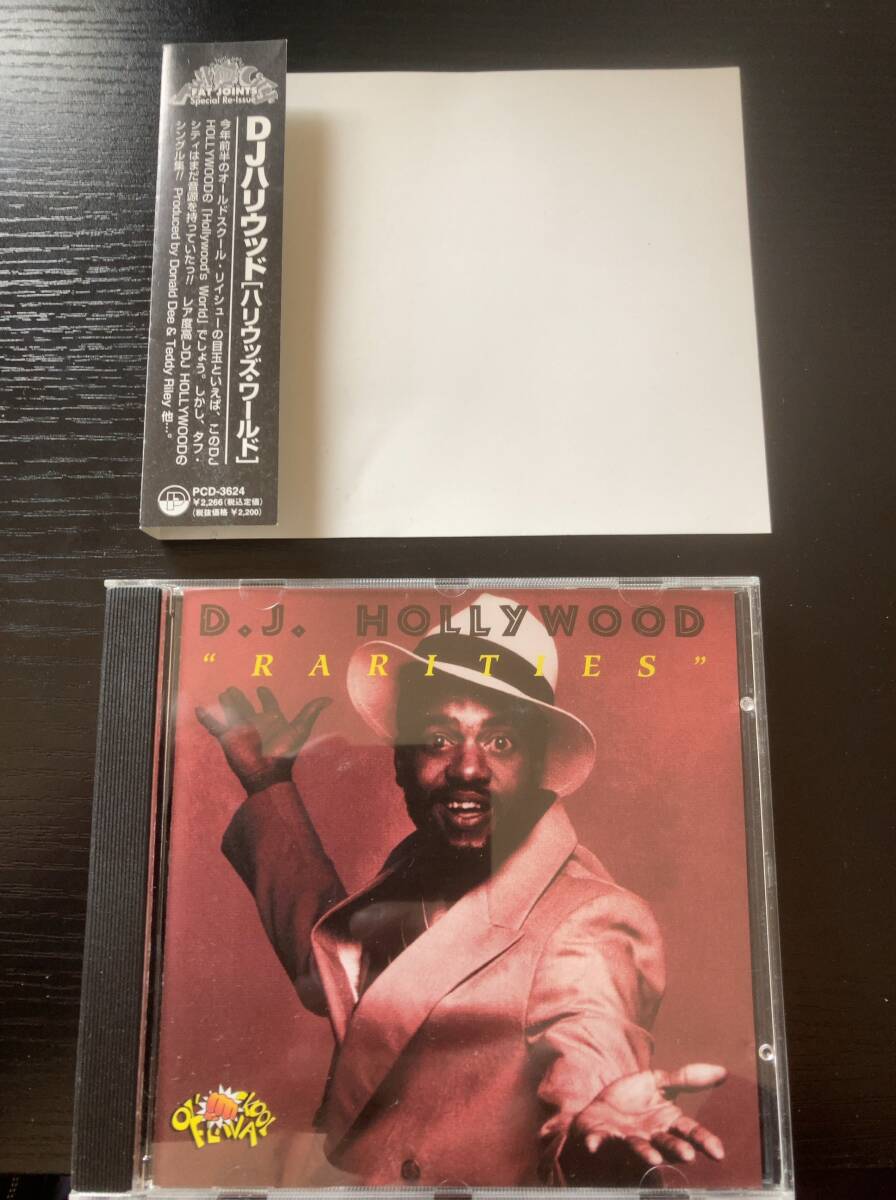 FAT JOINTS
Special Re-Issue
DJハリウッド[ハリウッズ・ワールド]
今年前半のオールドスクール・リイシューの目玉といえば、このDJ
HOLLYWOODの「Hollywood's World」でしょう。しかし、タフ・
シティはまだ音源を持っていたっ!! レア度高しDJ HOLLYWOODの
シングル集!! Produced by Donald Dee & Teddy Riley 他…。
PCD-3624
¥2,266(税込定価)
(税抜価格 ¥2,200)
D.J. HOLLYWOOD
"RARITIES"
OL' SKOOL
FLAVA